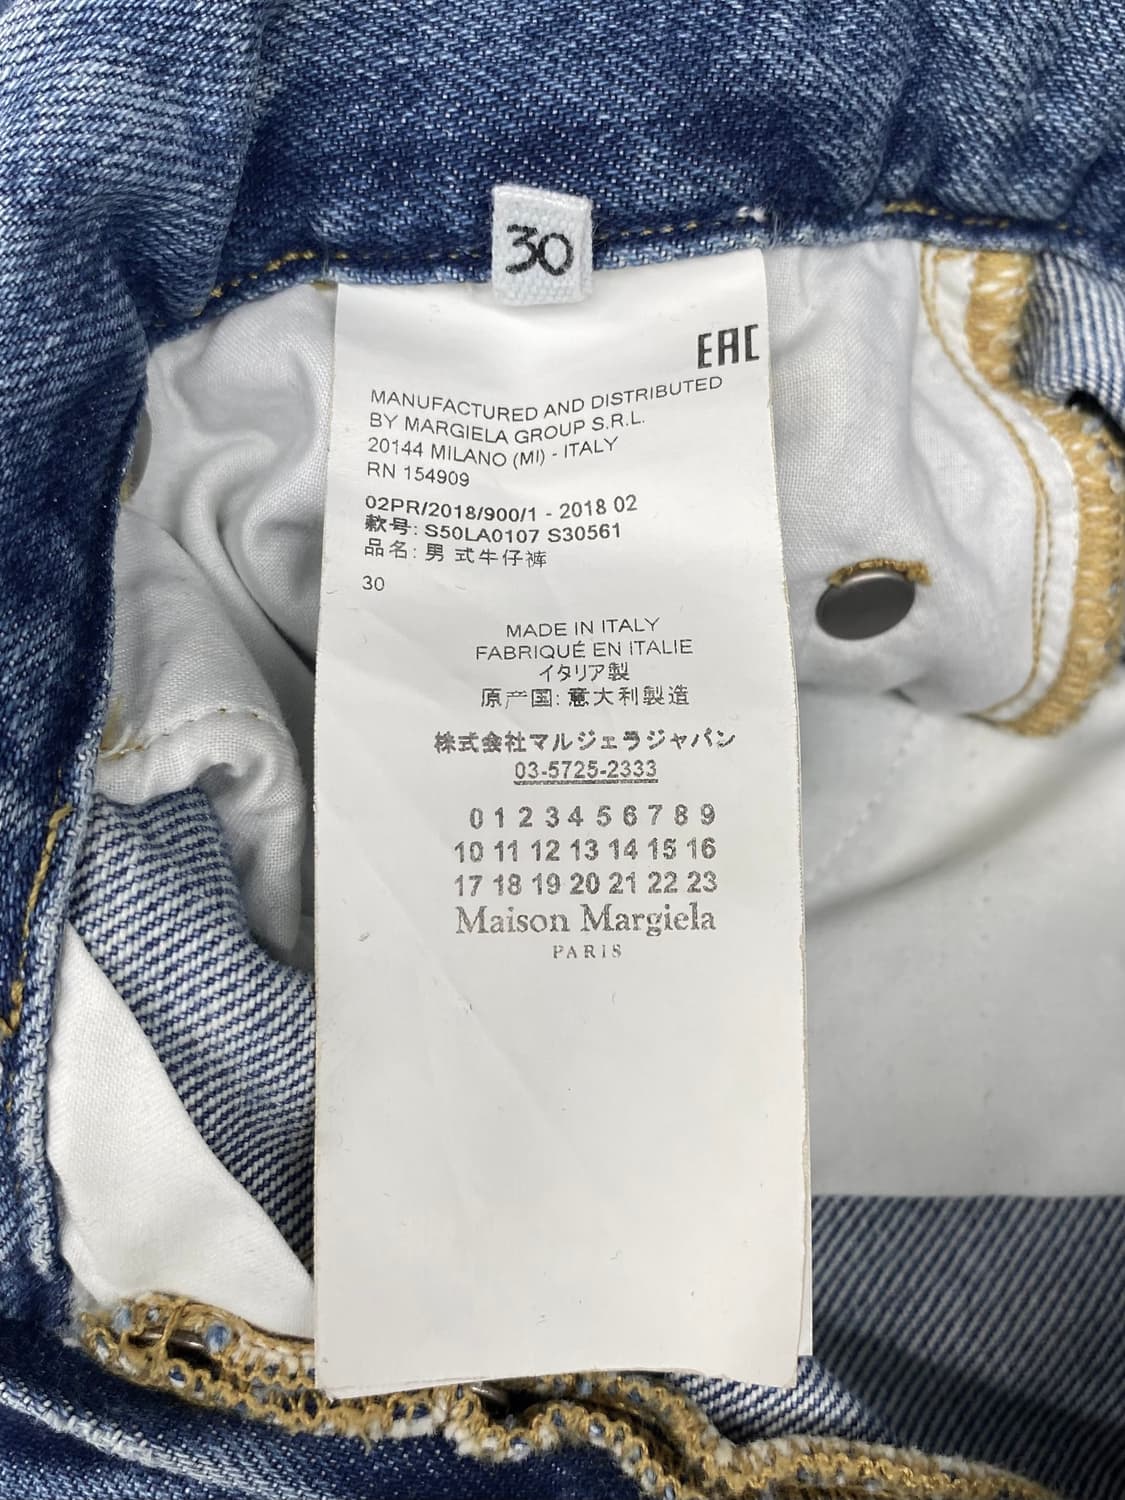 30
EAC
MANUFACTURED AND DISTRIBUTED
BY MARGIELA GROUP S.R.L.
20144 MILANO (MI) - ITALY
RN 154909
02PR/2018/900/1 - 2018 02
款号: S50LA0107 S30561
品名: 男 式牛仔裤
30
MADE IN ITALY
FABRIQUÉ EN ITALIE
イタリア製
原产国: 意大利製造
株式会社マルジェラジャパン
03-5725-2333
0 1 2 3 4 5 6 7 8 9
10 11 12 13 14 15 16
17 18 19 20 21 22 23
Maison Margiela
PARIS